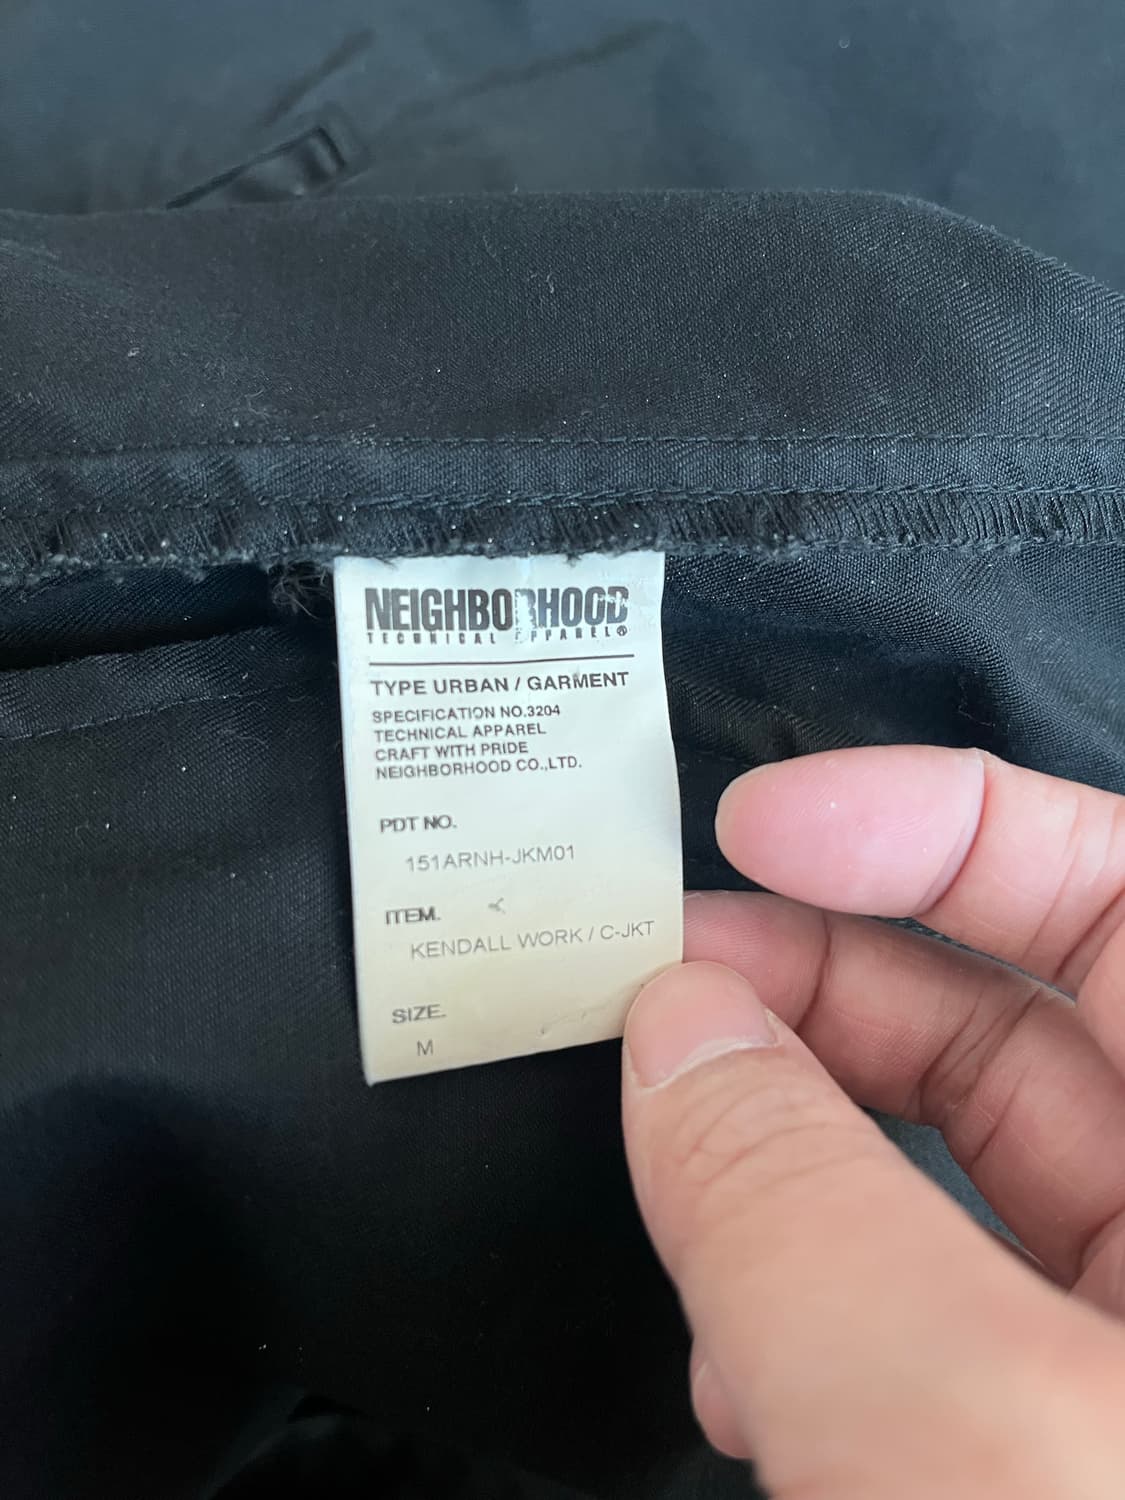 NEIGHBORHOOD
TECHNICAL APPAREL®
TYPE URBAN / GARMENT
SPECIFICATION NO.3204
TECHNICAL APPAREL
CRAFT WITH PRIDE
NEIGHBORHOOD CO.,LTD.
PDT NO.
151ARNH-JKM01
ITEM.
KENDALL WORK / C-JKT
SIZE.
M